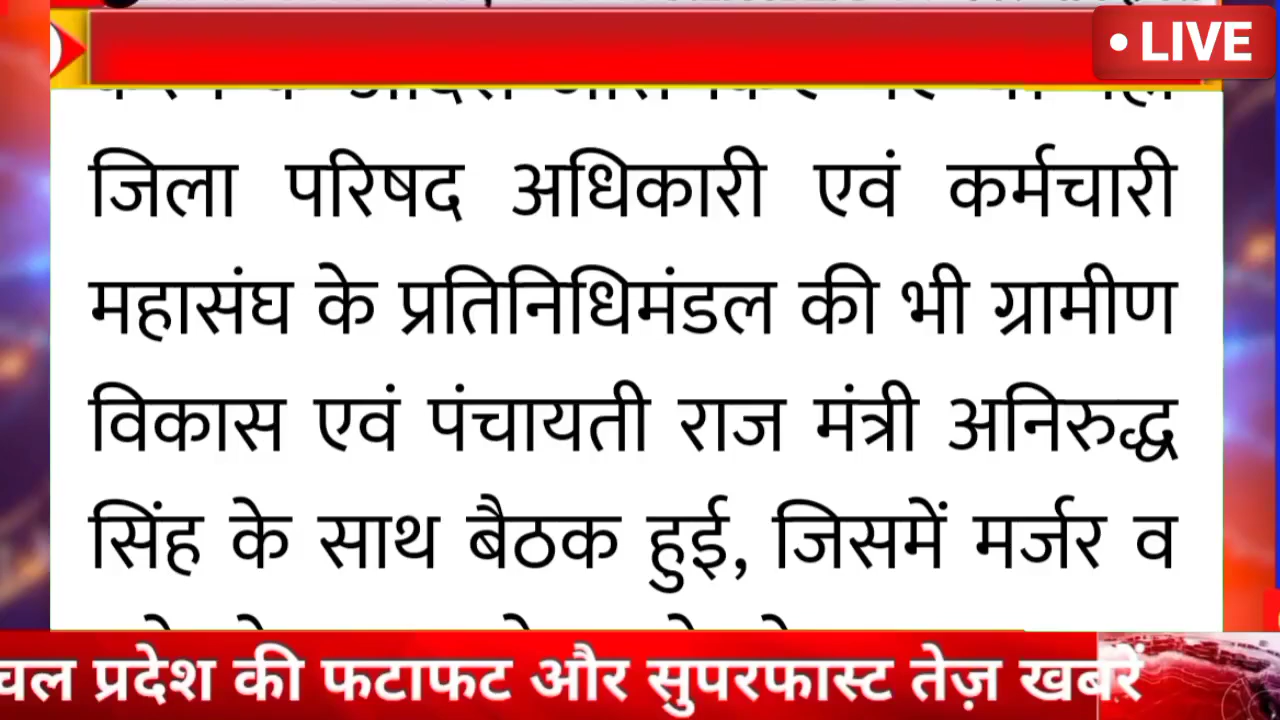 LIVE
जिला परिषद अधिकारी एवं कर्मचारी
महासंघ के प्रतिनिधिमंडल की भी ग्रामीण
विकास एवं पंचायती राज मंत्री अनिरुद्ध
सिंह के साथ बैठक हुई, जिसमें मर्जर व
चल प्रदेश की फटाफट और सुपरफास्ट तेज़ खबरें